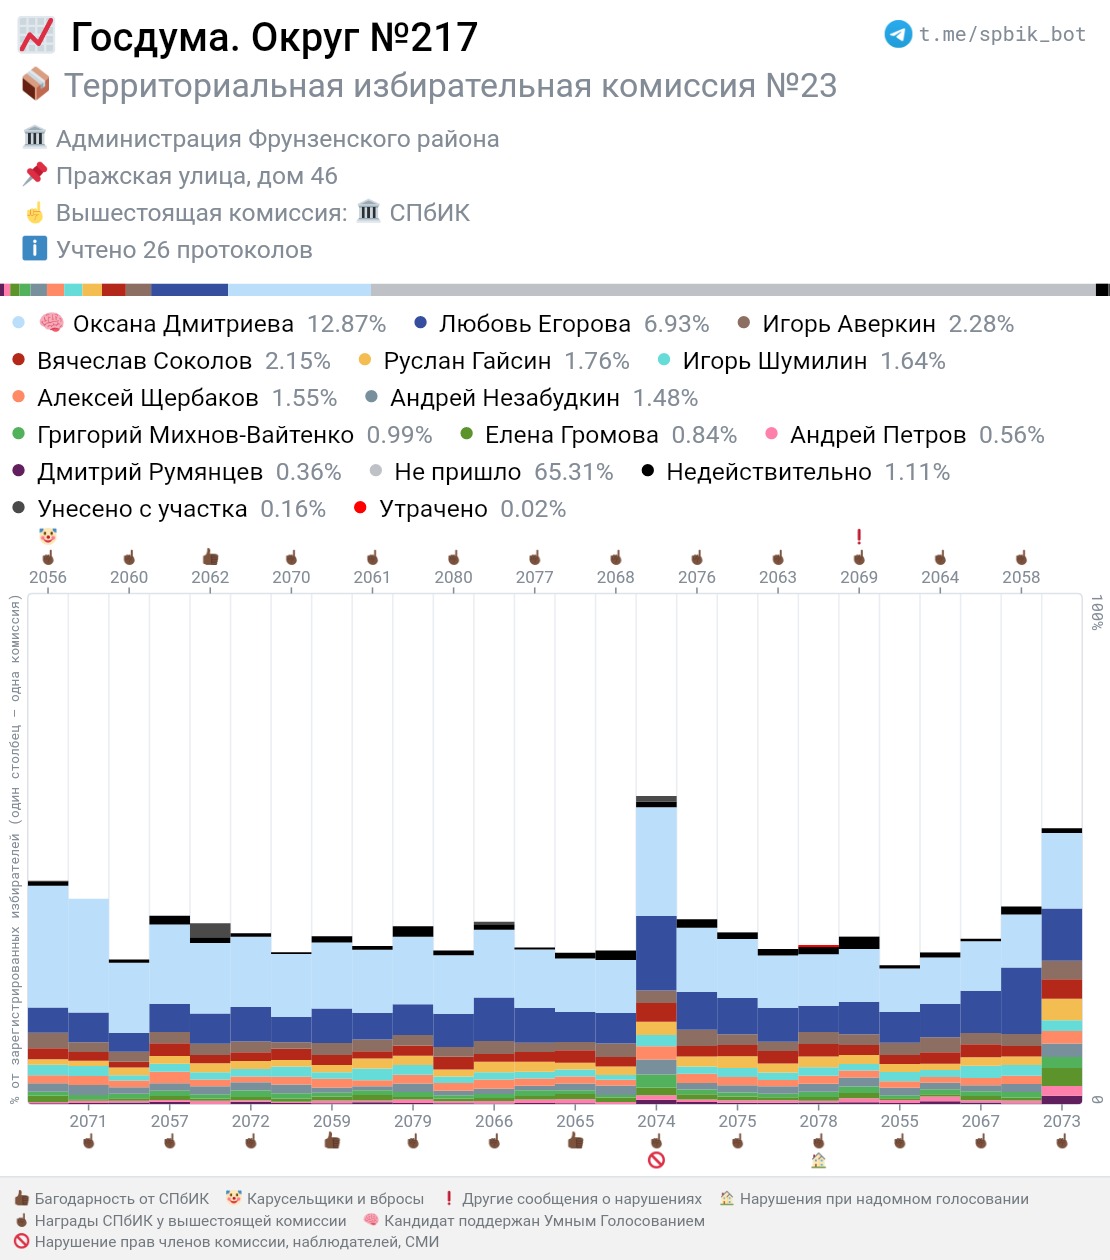 Госдума. Округ №217
t.me/spbik_bot
Территориальная избирательная комиссия №23
Администрация Фрунзенского района
Пражская улица, дом 46
Вышестоящая комиссия: СПбИК
Учтено 26 протоколов
Оксана Дмитриева 12.87% Любовь Егорова 6.93% Игорь Аверкин 2.28%
Вячеслав Соколов 2.15% Руслан Гайсин 1.76% Игорь Шумилин 1.64%
Алексей Щербаков 1.55% Андрей Незабудкин 1.48%
Григорий Михнов-Вайтенко 0.99% Елена Громова 0.84% Андрей Петров 0.56%
Дмитрий Румянцев 0.36% Не пришло 65.31% Недействительно 1.11%
Унесено с участка 0.16% Утрачено 0.02%
2056 2060 2062 2070 2061 2080 2077 2068 2076 2063 2069 2064 2058
% от зарегистрированных избирателей (один столбец — одна комиссия)
100%
0
2071 2057 2072 2059 2079 2066 2065 2074 2075 2078 2055 2067 2073
Багодарность от СПбИК Карусельщики и вбросы Другие сообщения о нарушениях Нарушения при надомном голосовании
Награды СПбИК у вышестоящей комиссии Кандидат поддержан Умным Голосованием
Нарушение прав членов комиссии, наблюдателей, СМИ